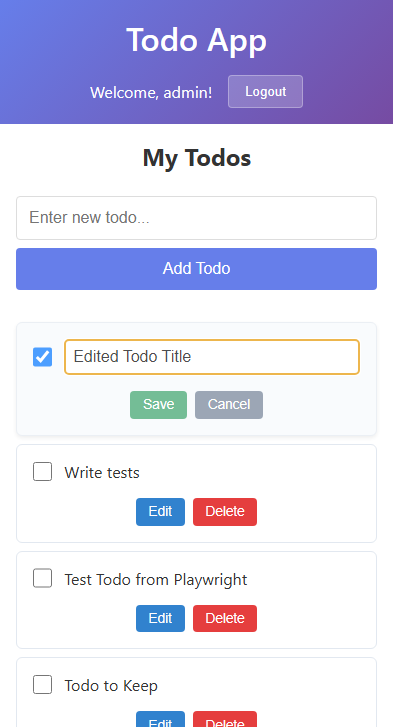 Todo App
Welcome, admin! Logout
My Todos
Enter new todo...
Add Todo
Edited Todo Title
Save Cancel
Write tests
Edit Delete
Test Todo from Playwright
Edit Delete
Todo to Keep
Edit Delete